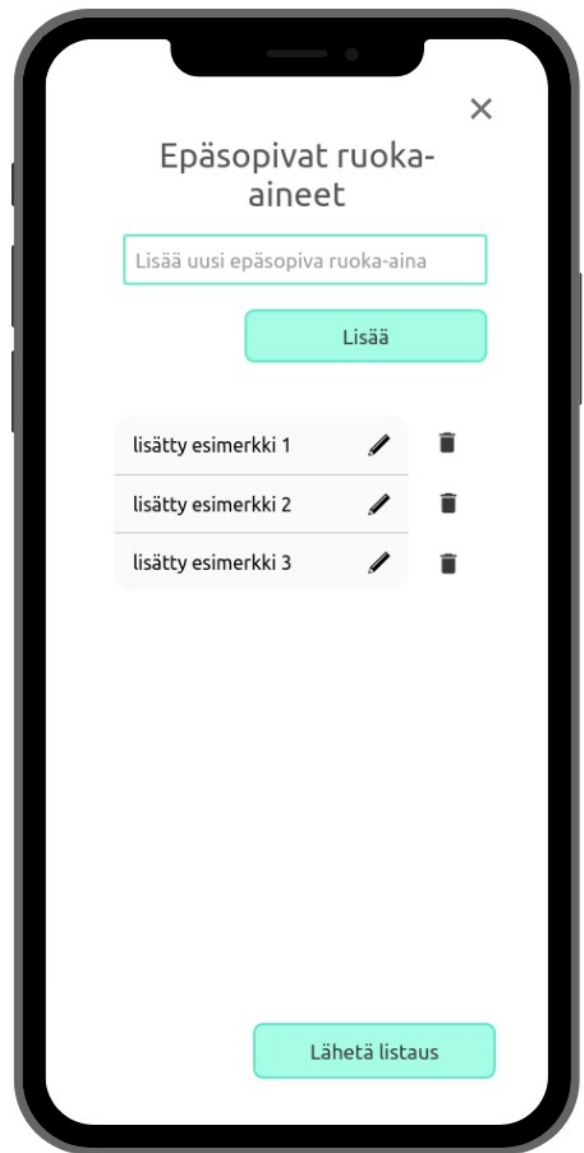 Epäsopivat ruoka-
aineet
Lisää uusi epäsopiva ruoka-aina
Lisää
lisätty esimerkki 1
lisätty esimerkki 2
lisätty esimerkki 3
Lähetä listaus